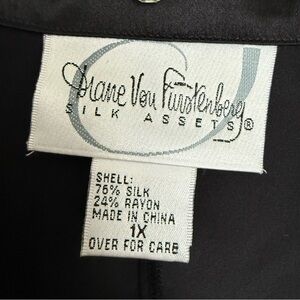 Diane Von Furstenberg
SILK ASSETS®
SHELL:
76% SILK
24% RAYON
MADE IN CHINA
1X
OVER FOR CARE